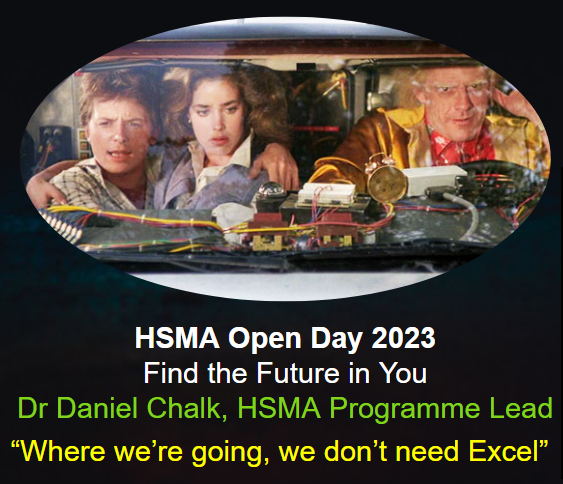 HSMA Open Day 2023
Find the Future in You
Dr Daniel Chalk, HSMA Programme Lead
“Where we’re going, we don’t need Excel”